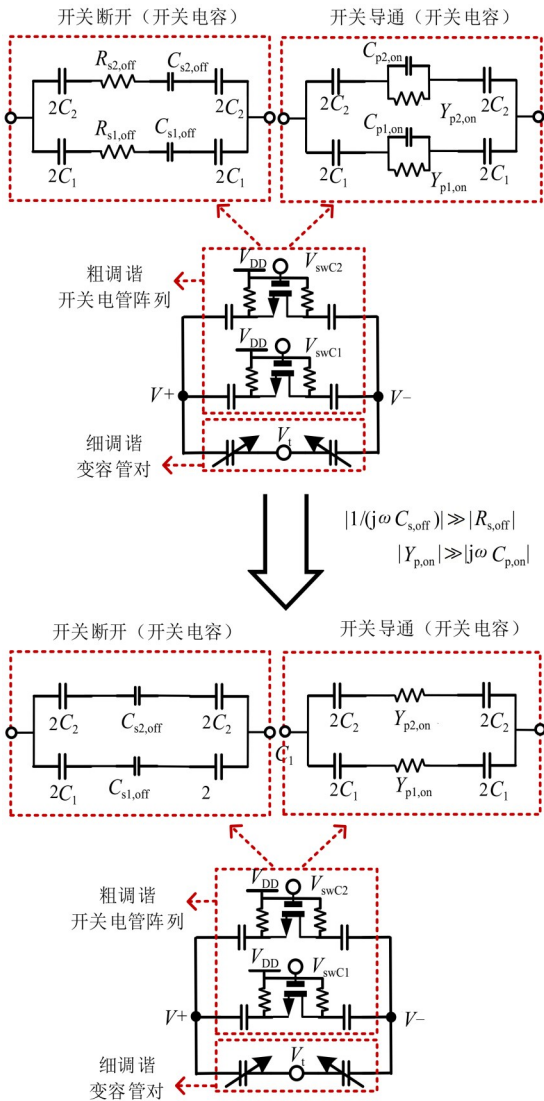 开关断开（开关电容）
开关导通（开关电容）
R_s2,off
C_s2,off
2C_2
2C_2
R_s1,off
C_s1,off
2C_1
2C_1
C_p2,on
2C_2
Y_p2,on
2C_2
C_p1,on
2C_1
Y_p1,on
2C_1
粗调谐
开关电管阵列
V_DD
V_swC2
V_DD
V_swC1
V+
V−
细调谐
变容管对
V_t
|1/(jωC_s,off)|≫|R_s,off|
|Y_p,on|≫|jωC_p,on|
开关断开（开关电容）
开关导通（开关电容）
2C_2
C_s2,off
2C_2
2C_1
C_s1,off
2
C_1
2C_2
Y_p2,on
2C_2
2C_1
Y_p1,on
2C_1
粗调谐
开关电管阵列
V_DD
V_swC2
V_DD
V_swC1
V+
V−
细调谐
变容管对
V_t